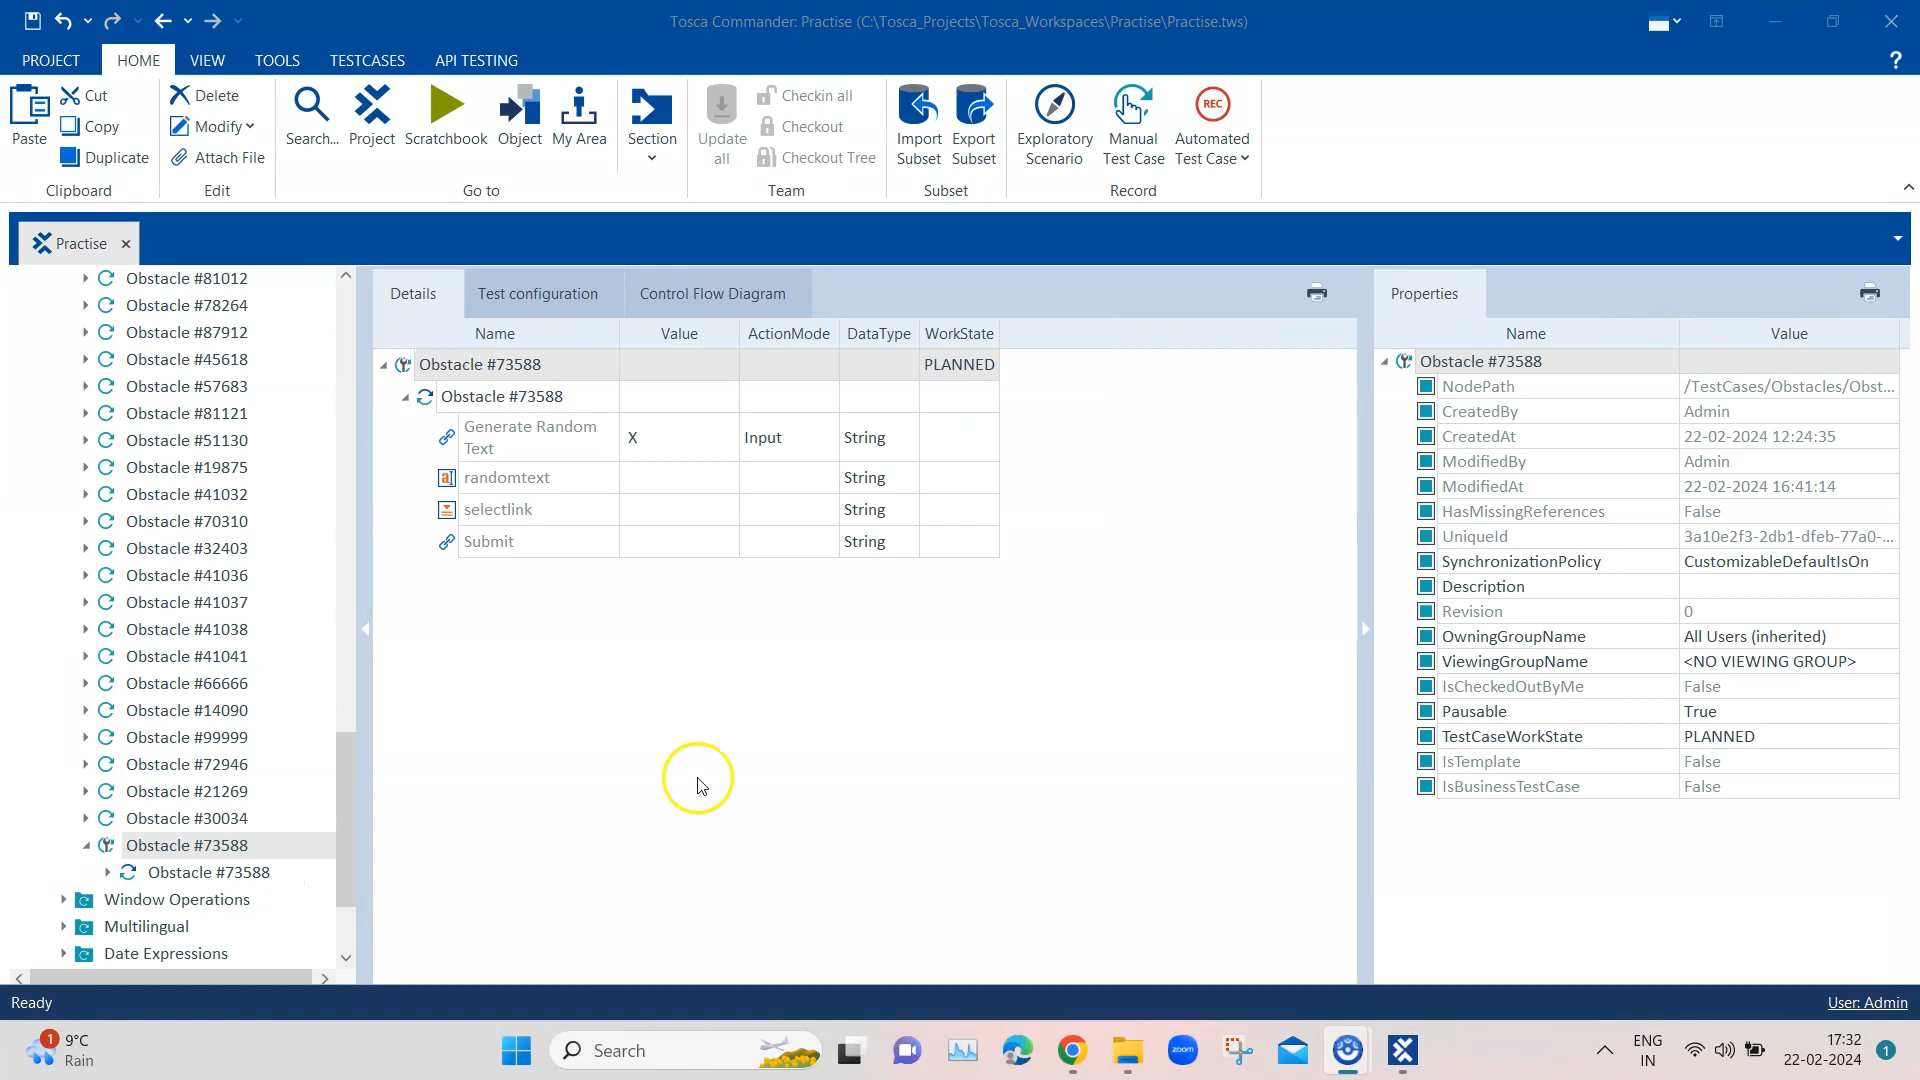 Tosca Commander: Practise (C:\Tosca_Projects\Tosca_Workspaces\Practise\Practise.tws)
PROJECT HOME VIEW TOOLS TESTCASES API TESTING ?
Paste
Cut
Copy
Duplicate
Clipboard
Delete
Modify
Attach File
Edit
Search...
Project
Scratchbook
Object
My Area
Section
Go to
Update
all
Checkin all
Checkout
Checkout Tree
Team
Import
Subset
Export
Subset
Subset
Exploratory
Scenario
Manual
Test Case
REC
Automated
Test Case
Record
Practise
Obstacle #81012
Obstacle #78264
Obstacle #87912
Obstacle #45618
Obstacle #57683
Obstacle #81121
Obstacle #51130
Obstacle #19875
Obstacle #41032
Obstacle #70310
Obstacle #32403
Obstacle #41036
Obstacle #41037
Obstacle #41038
Obstacle #41041
Obstacle #66666
Obstacle #14090
Obstacle #99999
Obstacle #72946
Obstacle #21269
Obstacle #30034
Obstacle #73588
Obstacle #73588
Window Operations
Multilingual
Date Expressions
Details Test configuration Control Flow Diagram
Name Value ActionMode DataType WorkState
Obstacle #73588 PLANNED
Obstacle #73588
Generate Random
Text X Input String
randomtext String
selectlink String
Submit String
Properties
Name Value
Obstacle #73588
NodePath /TestCases/Obstacles/Obst...
CreatedBy Admin
CreatedAt 22-02-2024 12:24:35
ModifiedBy Admin
ModifiedAt 22-02-2024 16:41:14
HasMissingReferences False
UniqueId 3a10e2f3-2db1-dfeb-77a0-...
SynchronizationPolicy CustomizableDefaultIsOn
Description
Revision 0
OwningGroupName All Users (inherited)
ViewingGroupName <NO VIEWING GROUP>
IsCheckedOutByMe False
Pausable True
TestCaseWorkState PLANNED
IsTemplate False
IsBusinessTestCase False
Ready User: Admin
1
9°C
Rain
Search
zoom
ENG
IN
17:32
22-02-2024
1